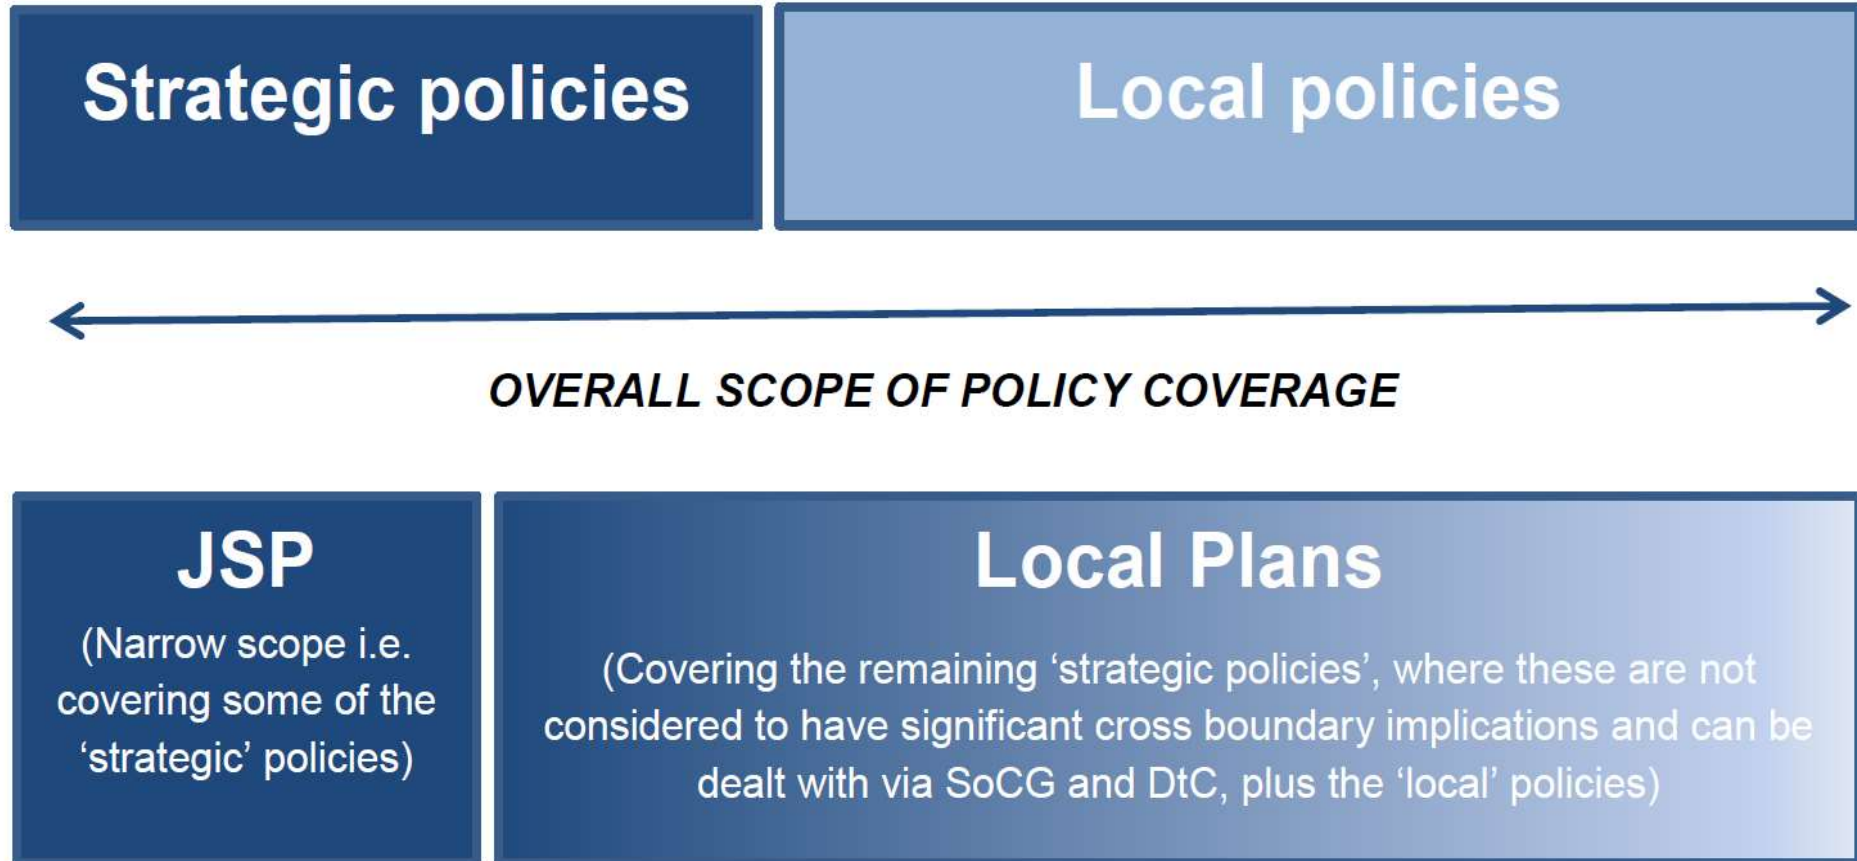 Strategic policies
Local policies
OVERALL SCOPE OF POLICY COVERAGE
JSP
(Narrow scope i.e.
covering some of the
‘strategic’ policies)
Local Plans
(Covering the remaining ‘strategic policies’, where these are not
considered to have significant cross boundary implications and can be
dealt with via SoCG and DtC, plus the ‘local’ policies)